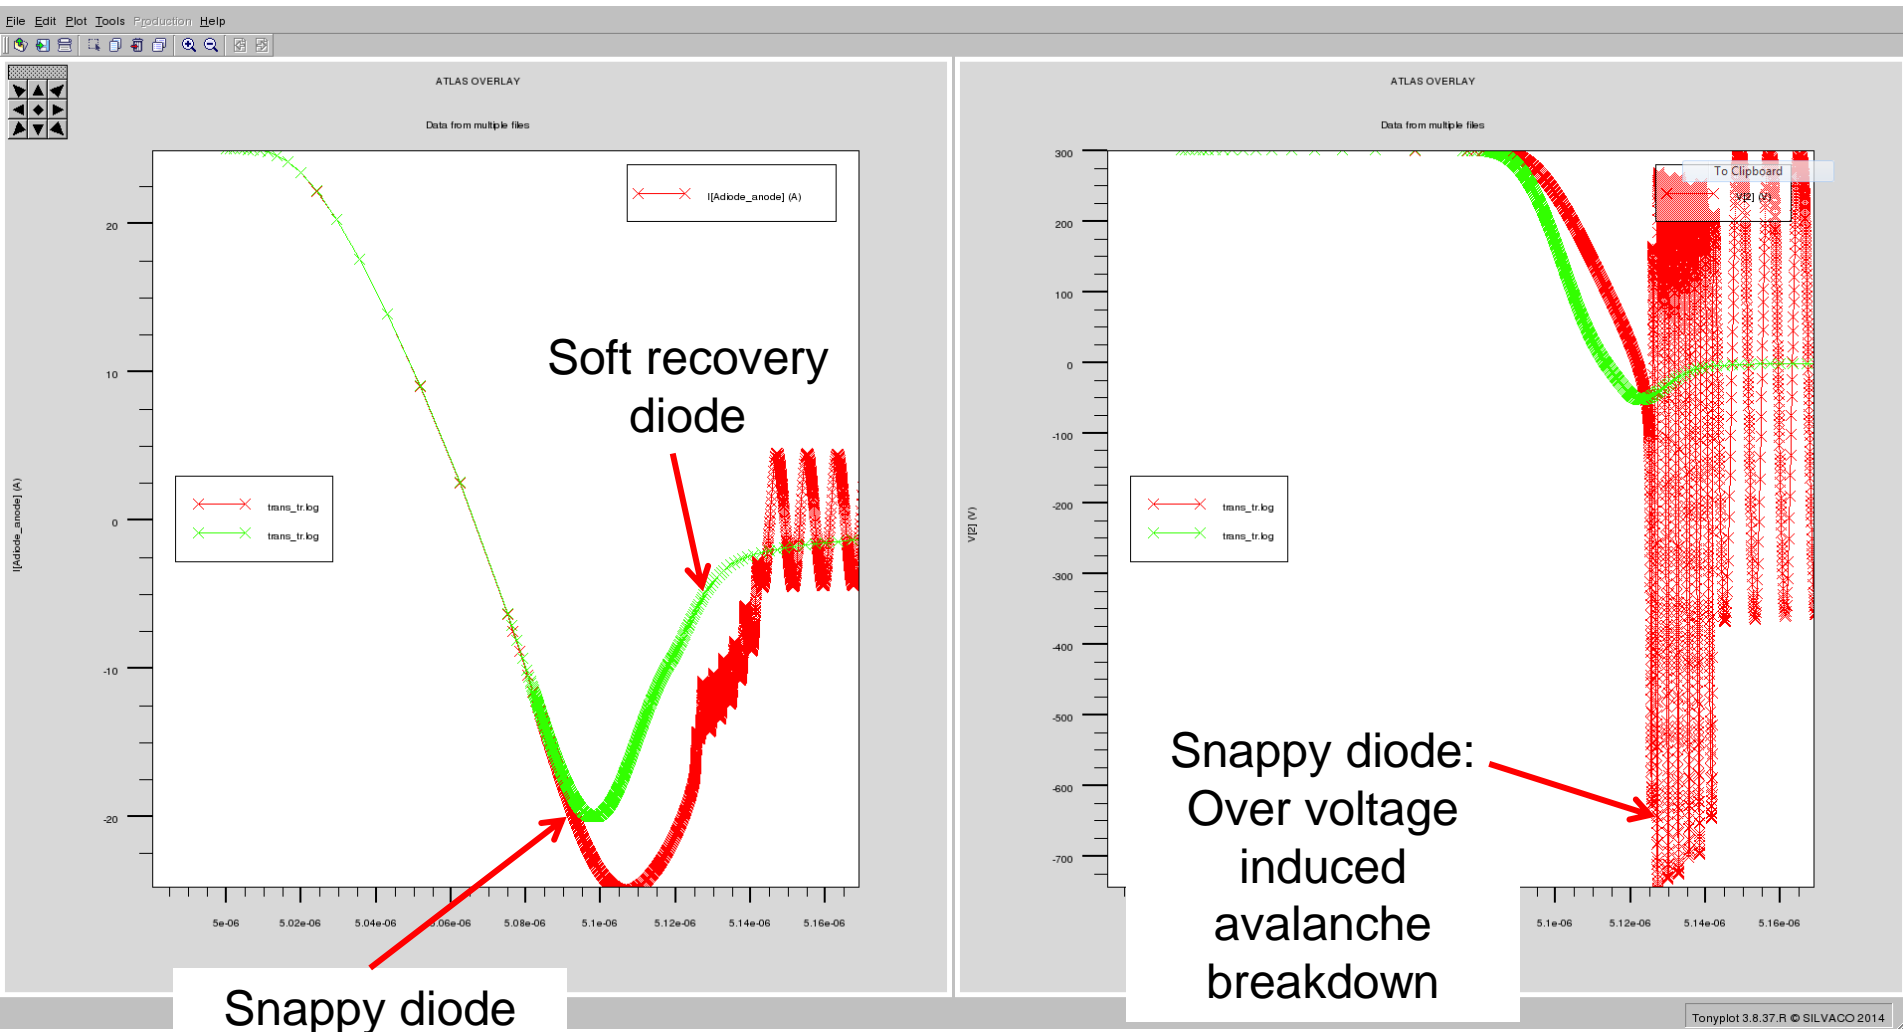 File Edit Plot Tools Production Help
ATLAS OVERLAY
Data from multiple files
I[Adiode_anode] (A)
20
10
0
-10
-20
I[Adiode_anode] (A)
trans_tr.log
trans_tr.log
Soft recovery
diode
5e-06 5.02e-06 5.04e-06 5.06e-06 5.08e-06 5.1e-06 5.12e-06 5.14e-06 5.16e-06
Snappy diode
ATLAS OVERLAY
Data from multiple files
To Clipboard
V[2] (V)
300
200
100
0
-100
-200
-300
-400
-500
-600
-700
V[2] (V)
trans_tr.log
trans_tr.log
Snappy diode:
Over voltage
induced
avalanche
breakdown
5.1e-06 5.12e-06 5.14e-06 5.16e-06
Tonyplot 3.8.37.R © SILVACO 2014